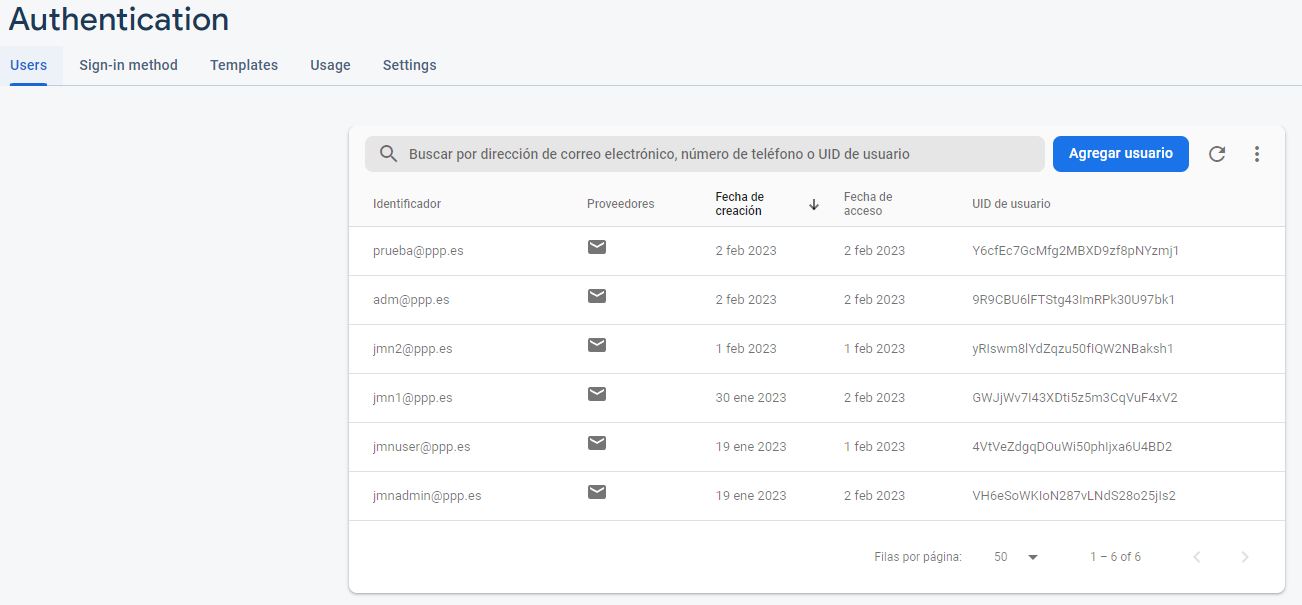 Authentication
Users Sign-in method Templates Usage Settings
Buscar por dirección de correo electrónico, número de teléfono o UID de usuario Agregar usuario
Identificador Proveedores Fecha de creación Fecha de acceso UID de usuario
prueba@ppp.es 2 feb 2023 2 feb 2023 Y6cfEc7GcMfg2MBXD9zf8pNYzmj1
adm@ppp.es 2 feb 2023 2 feb 2023 9R9CBU6lFTStg43ImRPk30U97bk1
jmn2@ppp.es 1 feb 2023 1 feb 2023 yRIswm8lYdZqzu50fIQW2NBaksh1
jmn1@ppp.es 30 ene 2023 2 feb 2023 GWJjWv7I43XDti5z5m3CqVuF4xV2
jmnuser@ppp.es 19 ene 2023 1 feb 2023 4VtVeZdgqDOuWi50phIjxa6U4BD2
jmnadmin@ppp.es 19 ene 2023 2 feb 2023 VH6eSoWKIoN287vLNdS28o25jIs2
Filas por página: 50 1 – 6 of 6